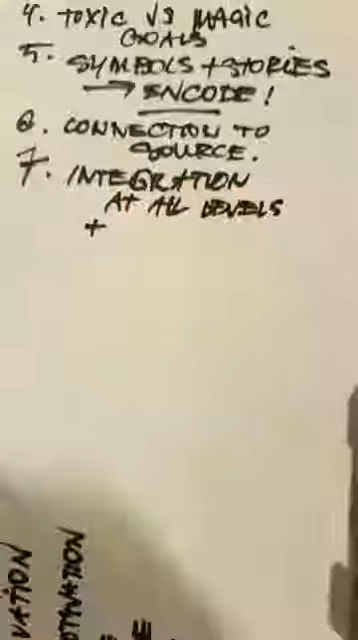 4. TOXIC VS MAGIC
GOALS
5. SYMBOLS + STORIES
→ ENCODE!
6. CONNECTION TO
SOURCE.
7. INTEGRATION
AT ALL LEVELS
+